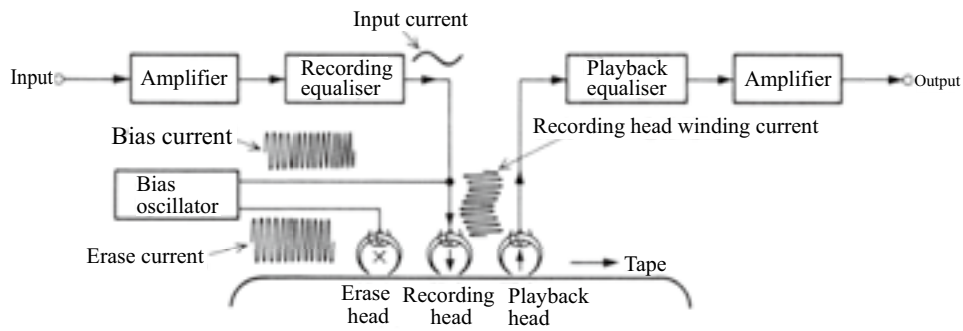 Input current
Input
Amplifier
Recording
equaliser
Playback
equaliser
Amplifier
Output
Bias current
Recording head winding current
Bias
oscillator
Erase current
Tape
Erase
head
Recording
head
Playback
head